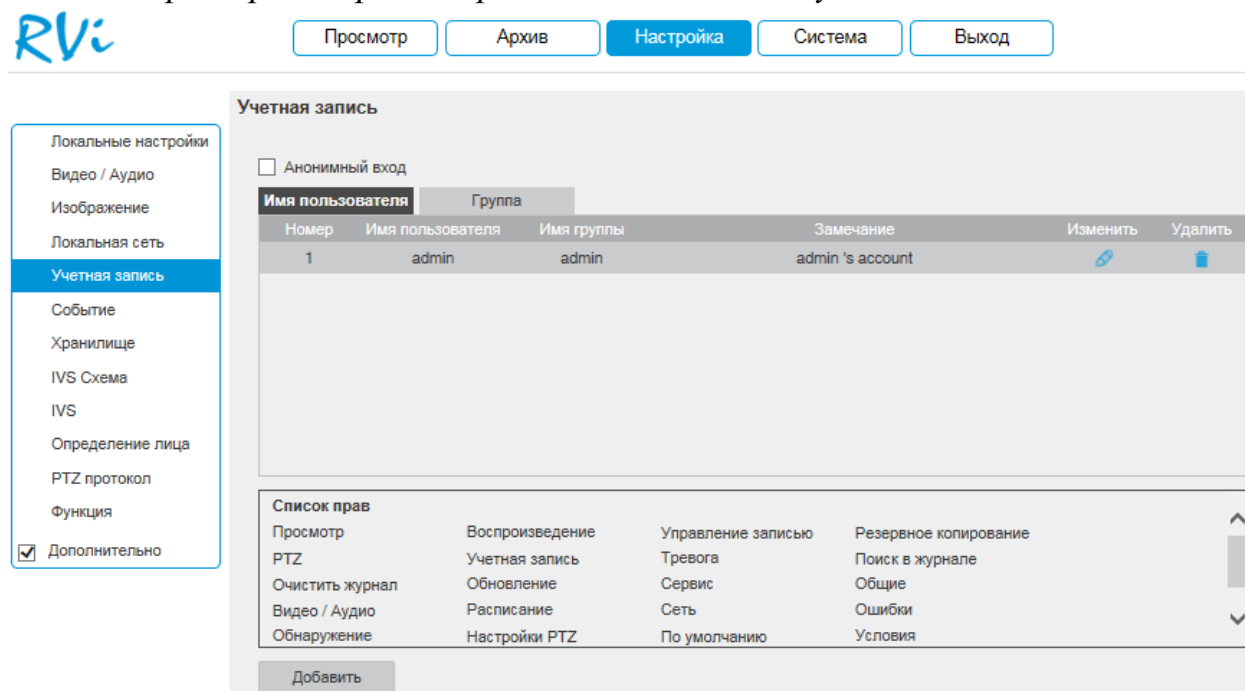 RVi
Просмотр Архив Настройка Система Выход
Учетная запись
Локальные настройки
Видео / Аудио
Изображение
Локальная сеть
Учетная запись
Событие
Хранилище
IVS Схема
IVS
Определение лица
PTZ протокол
Функция
Дополнительно
Анонимный вход
Имя пользователя Группа
Номер Имя пользователя Имя группы Замечание Изменить Удалить
1 admin admin admin 's account
Список прав
Просмотр Воспроизведение Управление записью Резервное копирование
PTZ Учетная запись Тревога Поиск в журнале
Очистить журнал Обновление Сервис Общие
Видео / Аудио Расписание Сеть Ошибки
Обнаружение Настройки PTZ По умолчанию Условия
Добавить